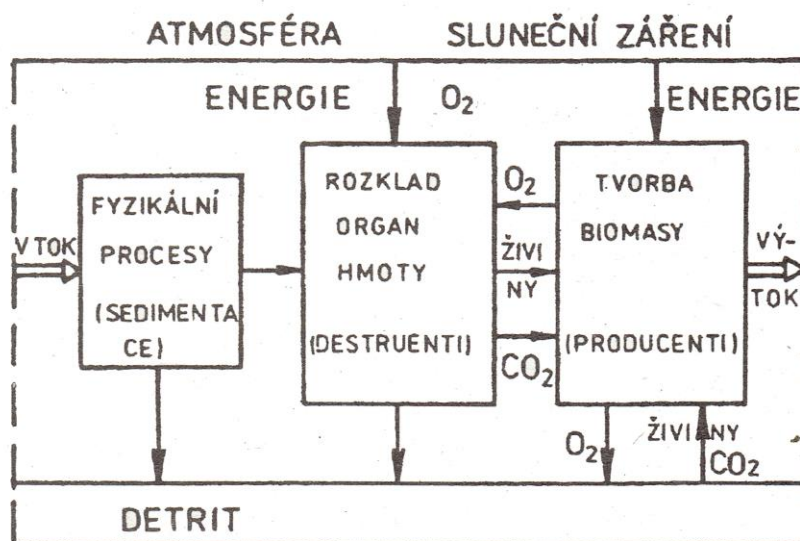 ATMOSFÉRA SLUNEČNÍ ZÁŘENÍ
ENERGIE O₂ ENERGIE
VTOK
FYZIKÁLNÍ
PROCESY
(SEDIMENTA
CE)
ROZKLAD
ORGAN
HMOTY
(DESTRUENTI)
O₂
ŽIVI
NY
CO₂
TVORBA
BIOMASY
(PRODUCENTI)
VÝ-
TOK
O₂
ŽIVINY
CO₂
DETRIT